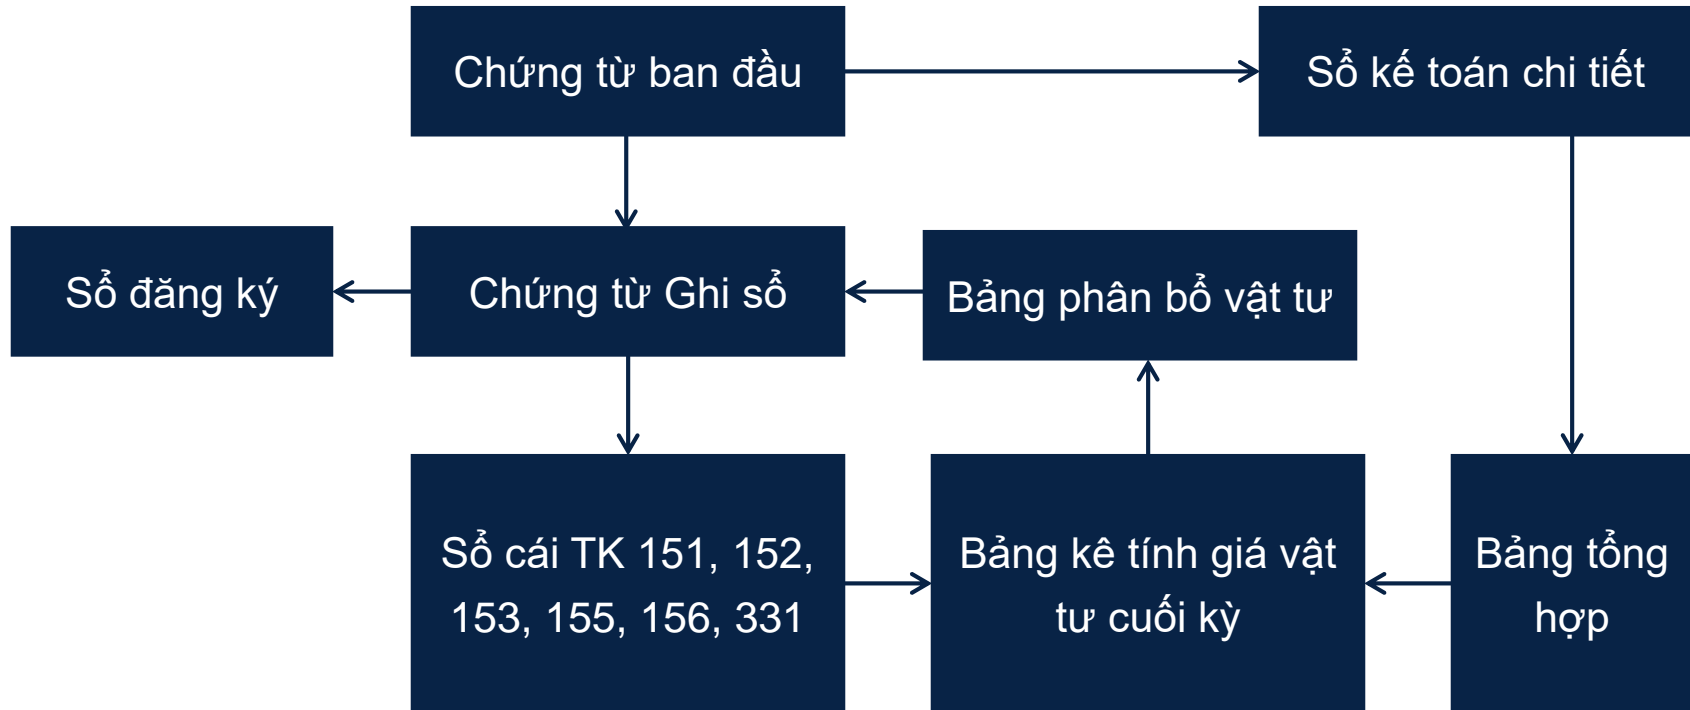 Chứng từ ban đầu
Sổ kế toán chi tiết
Sổ đăng ký
Chứng từ Ghi sổ
Bảng phân bổ vật tư
Sổ cái TK 151, 152,
153, 155, 156, 331
Bảng kê tính giá vật
tư cuối kỳ
Bảng tổng
hợp